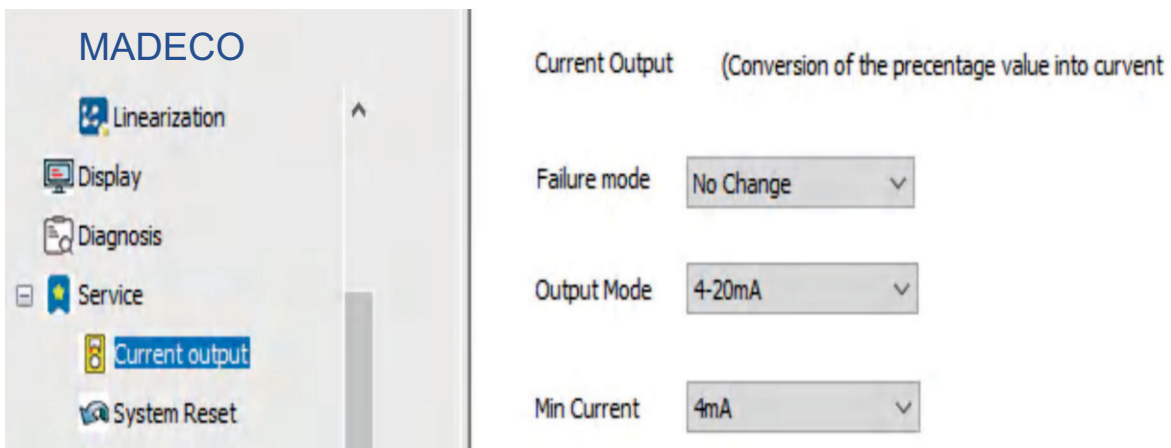 MADECO
Linearization
Display
Diagnosis
Service
Current output
System Reset
Current Output (Conversion of the precentage value into curvent
Failure mode No Change
Output Mode 4-20mA
Min Current 4mA